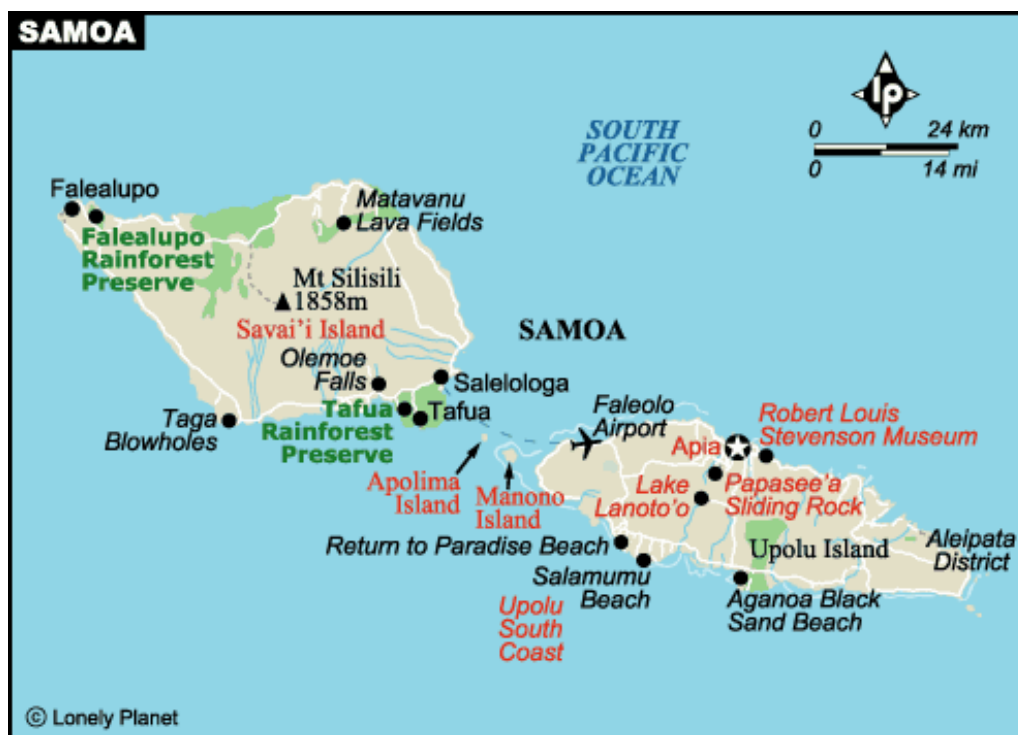 SAMOA
lp
0 24 km
0 14 mi
SOUTH
PACIFIC
OCEAN
Falealupo
Falealupo
Rainforest
Preserve
Matavanu
Lava Fields
Mt Silisili
1858m
Savai'i Island
SAMOA
Olemoe
Falls
Salelologa
Taga
Blowholes
Tafua
Rainforest
Preserve
Tafua
Faleolo
Airport
Robert Louis
Stevenson Museum
Apia
Apolima
Island
Manono
Island
Lake
Lanoto'o
Papasee'a
Sliding Rock
Return to Paradise Beach
Upolu Island
Aleipata
District
Salamumu
Beach
Aganoa Black
Sand Beach
Upolu
South
Coast
© Lonely Planet